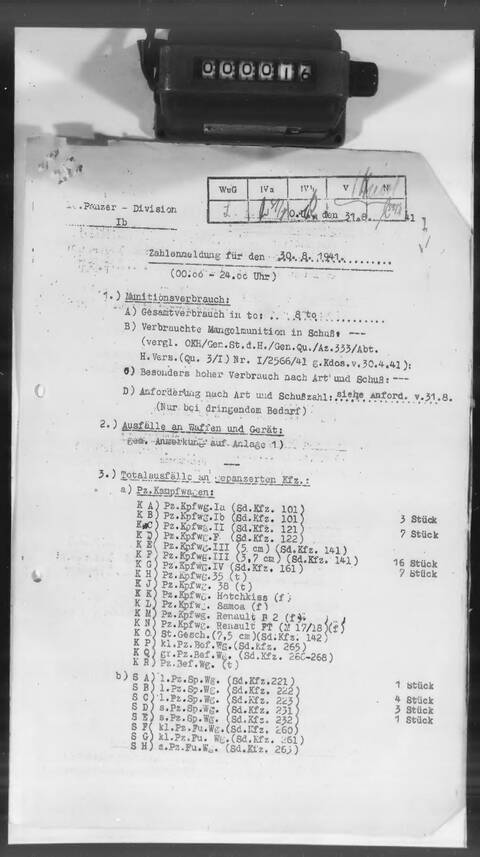 000016
WuG IVa IVb V
.Panzer - Division
O.U., den 31.8. 41
Ib
Zahlenmeldung für den 30. 8. 1941.
(00.00 - 24.00 Uhr)
1.) Munitionsverbrauch:
A) Gesamtverbrauch in to: 8 to
B) Verbrauchte Mangelmunition in Schuß: ---
(vergl. OKH/Gen.St.d.H./Gen.Qu./Az.333/Abt.
H.Vers.(Qu. 3/I) Nr. I/2566/41 g.Kdos.v.30.4.41):
C) Besonders hoher Verbrauch nach Art und Schuß: ---
D) Anforderung nach Art und Schußzahl: siehe Anford. v.31.8.
(Nur bei dringendem Bedarf)
2.) Ausfälle an Waffen und Gerät:
gem. Anmerkung auf Anlage 1)
3.) Totalausfälle an gepanzerten Kfz.:
a) Pz.Kampfwagen:
K A) Pz.Kpfwg.Ia (Sd.Kfz. 101)
K B) Pz.Kpfwg.Ib (Sd.Kfz. 101) 3 Stück
K C) Pz.Kpfwg.II (Sd.Kfz. 121)
K D) Pz.Kpfwg.F (Sd.Kfz. 122) 7 Stück
K E) Pz.Kpfwg.III (5 cm) (Sd.Kfz. 141)
K F) Pz.Kpfwg.III (3,7 cm) (Sd.Kfz. 141)
K G) Pz.Kpfwg.IV (Sd.Kfz. 161) 16 Stück
K H) Pz.Kpfwg.35 (t) 7 Stück
K J) Pz.Kpfwg. 38 (t)
K K) Pz.Kpfwg. Hotchkiss (f)
K L) Pz.Kpfwg. Samoa (f)
K M) Pz.Kpfwg. Renault B 2 (f)
K N) Pz.Kpfwg. Renault FT (M 17/18)(f)
K O) St.Gesch.(7,5 cm)(Sd.Kfz. 142)
K P) kl.Pz.Bef.Wg. (Sd.Kfz. 265)
K Q) gr.Pz.Bef.Wg. (Sd.Kfz. 266-268)
K R) Pz.Bef.Wg. (t)
b) S A) l.Pz.Sp.Wg. (Sd.Kfz.221) 1 Stück
S B) l.Pz.Sp.Wg. (Sd.Kfz. 222)
S C) l.Pz.Sp.Wg. (Sd.Kfz. 223) 4 Stück
S D) s.Pz.Sp.Wg. (Sd.Kfz. 231) 3 Stück
S E) s.Pz.Sp.Wg. (Sd.Kfz. 232) 1 Stück
S F) kl.Pz.Fu.Wg.(Sd.Kfz. 260)
S G) kl.Pz.Fu. Wg.(Sd.Kfz. 261)
S H) s.Pz.Fu.Wg. (Sd.Kfz. 263)